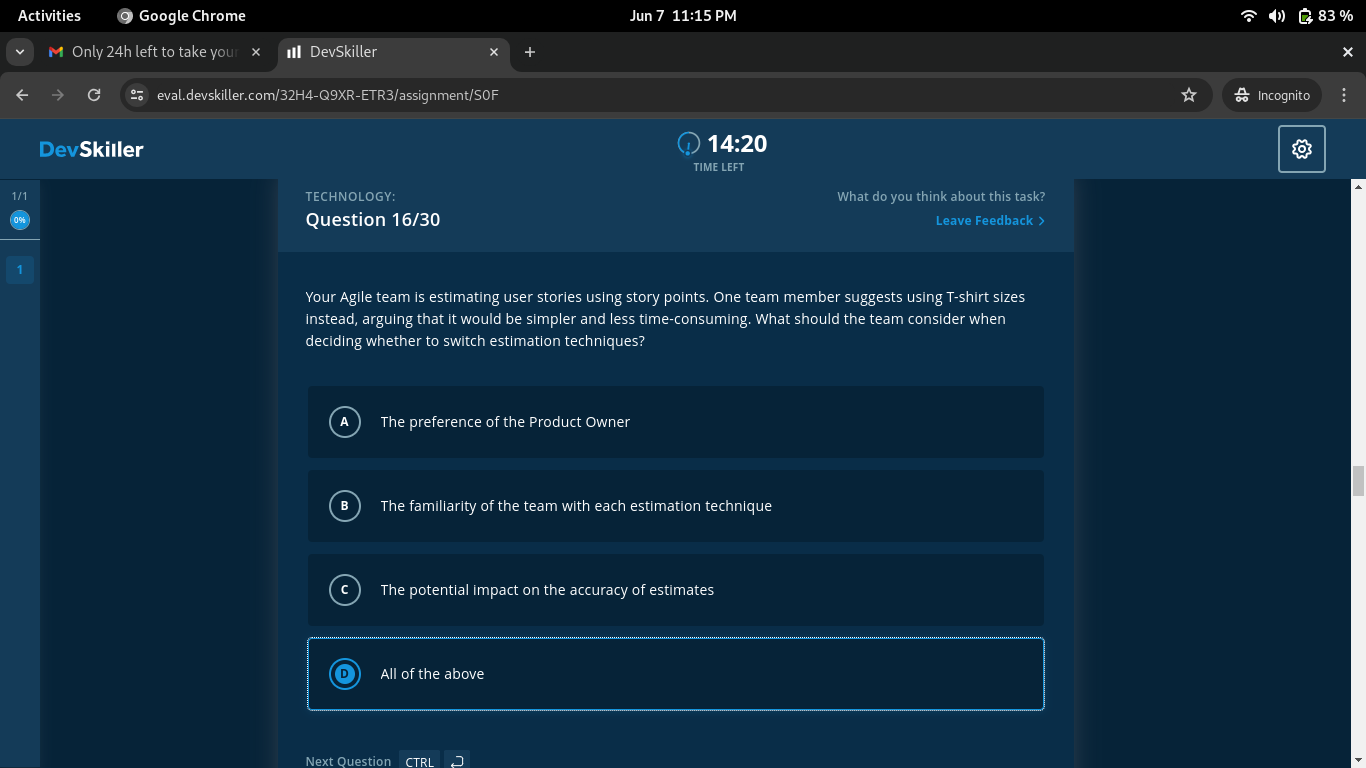 Activities Google Chrome Jun 7 11:15 PM 83 %
Only 24h left to take your DevSkiller
eval.devskiller.com/32H4-Q9XR-ETR3/assignment/S0F Incognito
DevSkiller 14:20
TIME LEFT
1/1
0%
1
TECHNOLOGY: What do you think about this task?
Question 16/30 Leave Feedback
Your Agile team is estimating user stories using story points. One team member suggests using T-shirt sizes
instead, arguing that it would be simpler and less time-consuming. What should the team consider when
deciding whether to switch estimation techniques?
A The preference of the Product Owner
B The familiarity of the team with each estimation technique
C The potential impact on the accuracy of estimates
D All of the above
Next Question CTRL